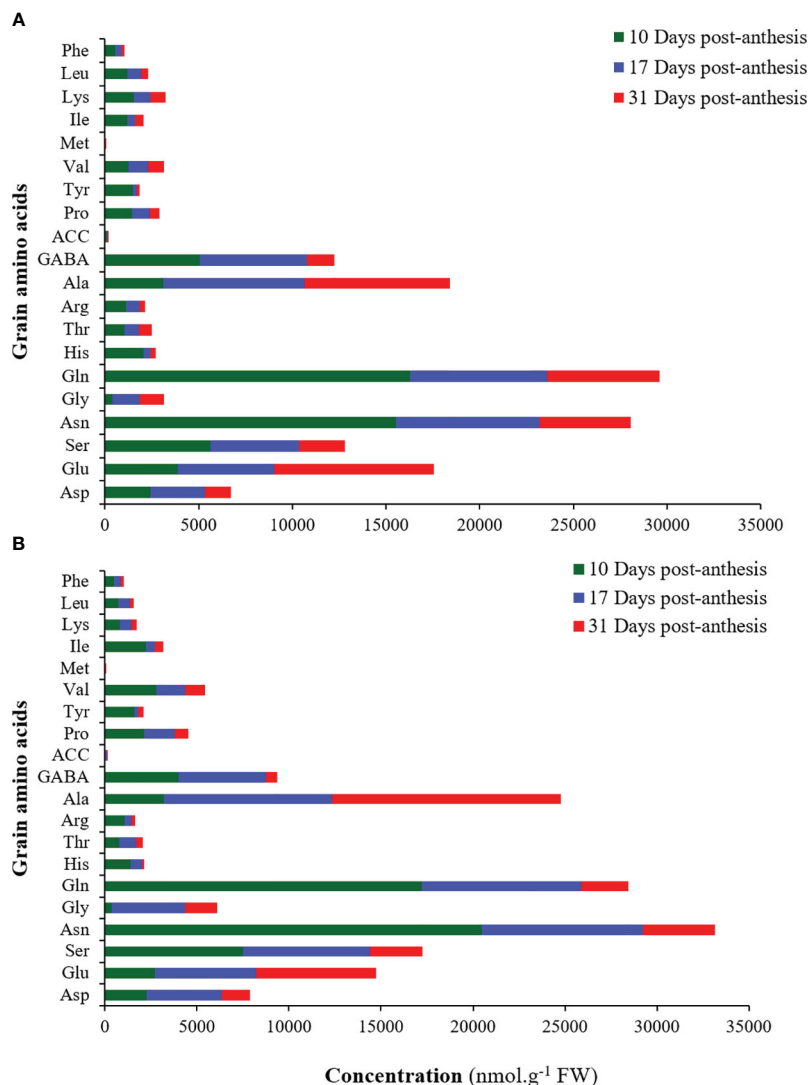 A
10 Days post-anthesis
17 Days post-anthesis
31 Days post-anthesis
Grain amino acids
Phe
Leu
Lys
Ile
Met
Val
Tyr
Pro
ACC
GABA
Ala
Arg
Thr
His
Gln
Gly
Asn
Ser
Glu
Asp
0 5000 10000 15000 20000 25000 30000 35000
B
10 Days post-anthesis
17 Days post-anthesis
31 Days post-anthesis
Grain amino acids
Phe
Leu
Lys
Ile
Met
Val
Tyr
Pro
ACC
GABA
Ala
Arg
Thr
His
Gln
Gly
Asn
Ser
Glu
Asp
0 5000 10000 15000 20000 25000 30000 35000
Concentration (nmol.g⁻¹ FW)